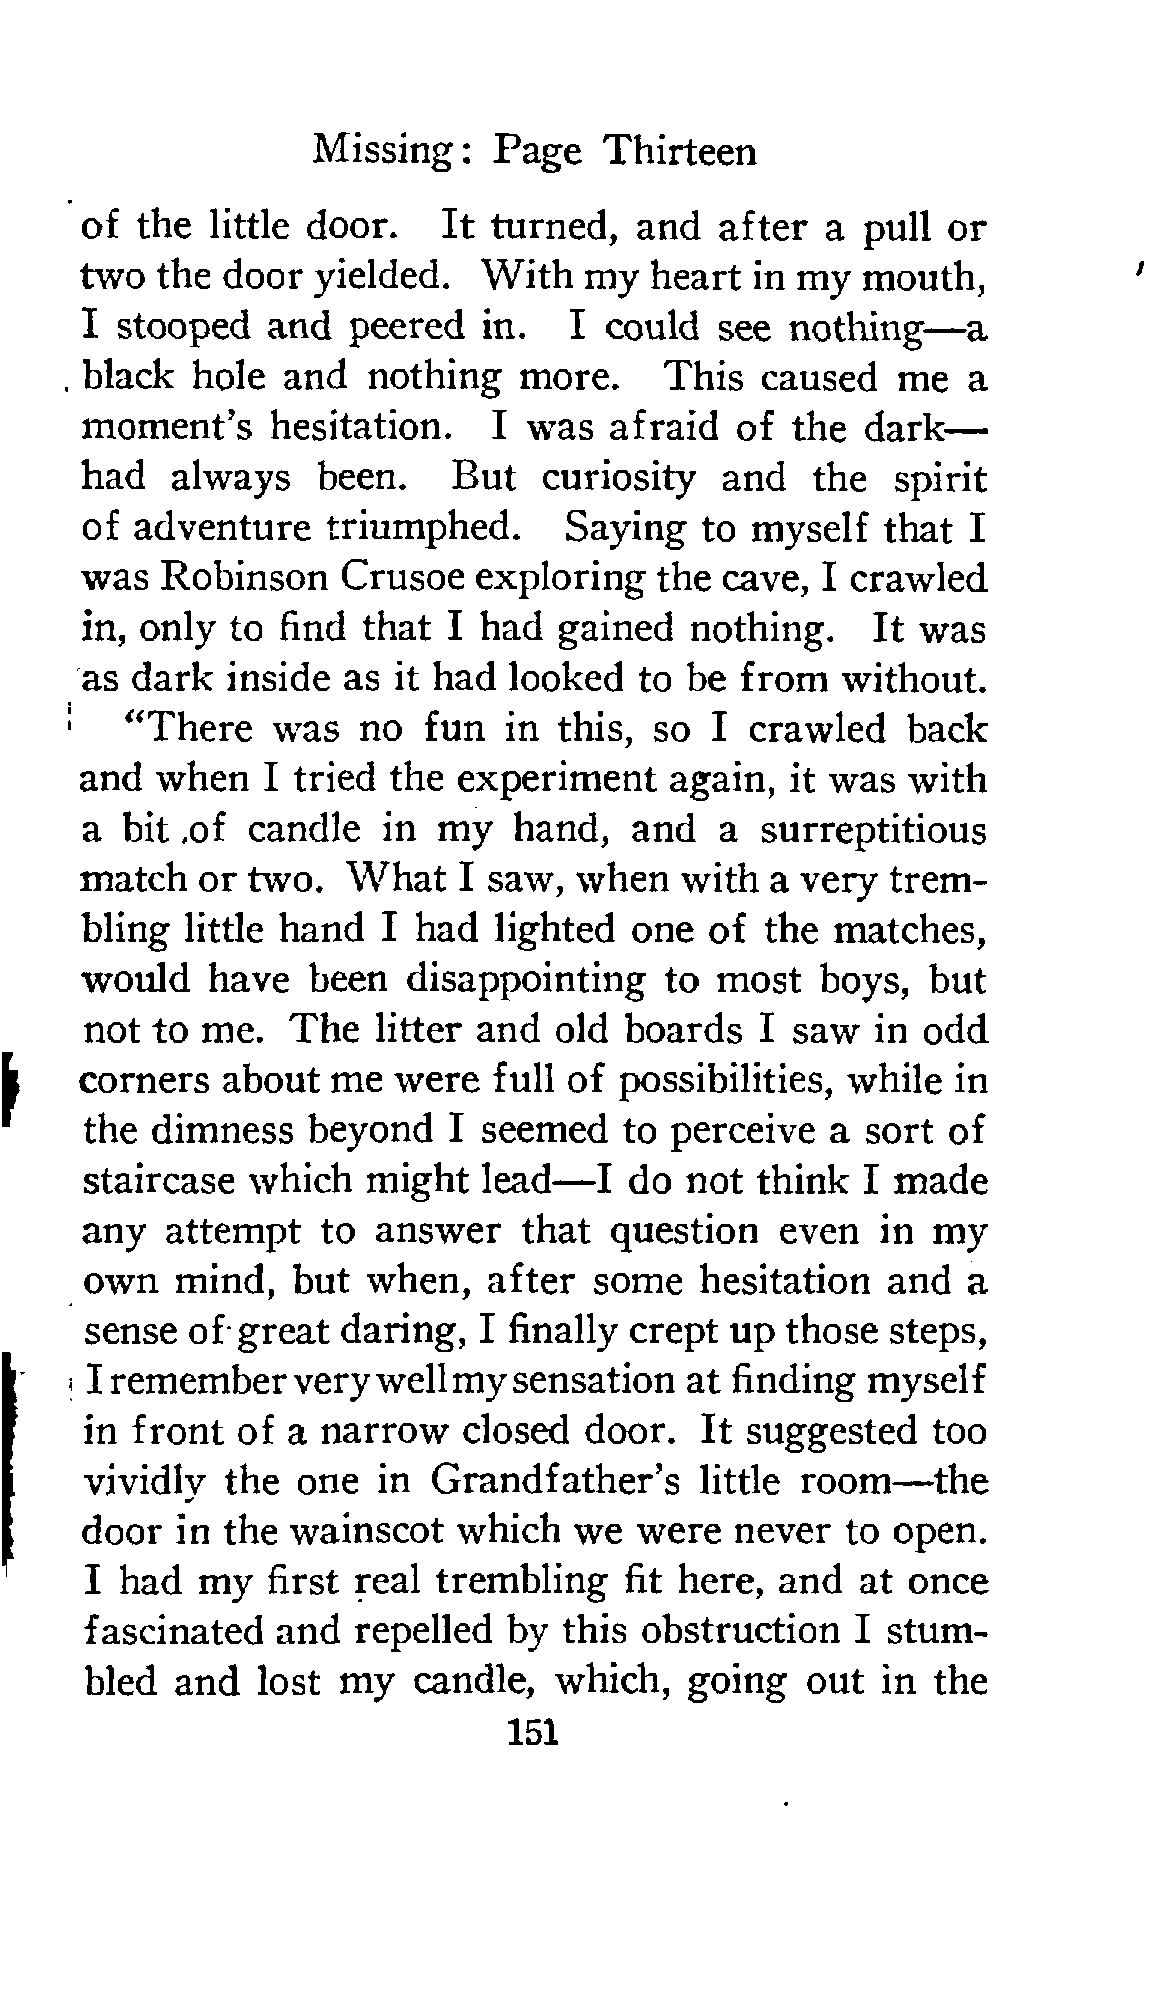 Missing: Page Thirteen
of the little door. It turned, and after a pull or
two the door yielded. With my heart in my mouth,
I stooped and peered in. I could see nothing—a
black hole and nothing more. This caused me a
moment's hesitation. I was afraid of the dark—
had always been. But curiosity and the spirit
of adventure triumphed. Saying to myself that I
was Robinson Crusoe exploring the cave, I crawled
in, only to find that I had gained nothing. It was
as dark inside as it had looked to be from without.
"There was no fun in this, so I crawled back
and when I tried the experiment again, it was with
a bit of candle in my hand, and a surreptitious
match or two. What I saw, when with a very trem-
bling little hand I had lighted one of the matches,
would have been disappointing to most boys, but
not to me. The litter and old boards I saw in odd
corners about me were full of possibilities, while in
the dimness beyond I seemed to perceive a sort of
staircase which might lead—I do not think I made
any attempt to answer that question even in my
own mind, but when, after some hesitation and a
sense of great daring, I finally crept up those steps,
I remember very well my sensation at finding myself
in front of a narrow closed door. It suggested too
vividly the one in Grandfather's little room—the
door in the wainscot which we were never to open.
I had my first real trembling fit here, and at once
fascinated and repelled by this obstruction I stum-
bled and lost my candle, which, going out in the
151